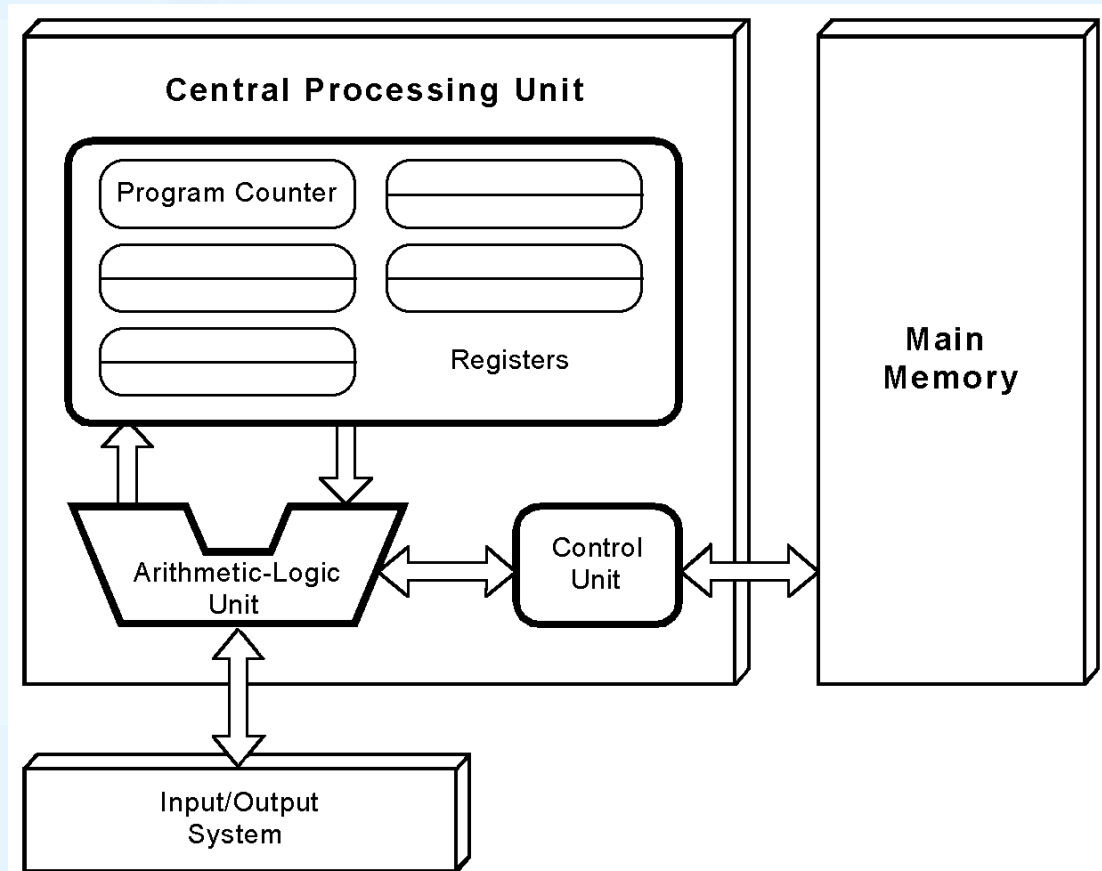 Central Processing Unit
Program Counter
Registers
Main
Memory
Arithmetic-Logic
Unit
Control
Unit
Input/Output
System